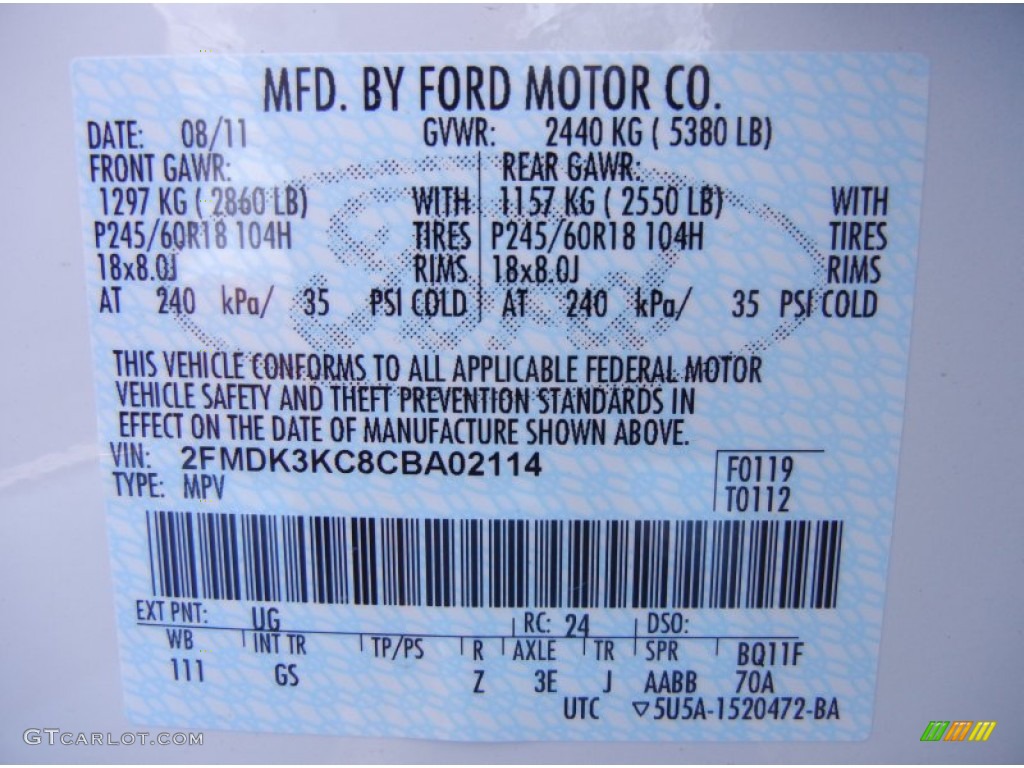 MFD. BY FORD MOTOR CO.
DATE: 08/11 GVWR: 2440 KG ( 5380 LB)
FRONT GAWR: REAR GAWR:
1297 KG ( 2860 LB) WITH 1157 KG ( 2550 LB) WITH
P245/60R18 104H TIRES P245/60R18 104H TIRES
18x8.0J RIMS 18x8.0J RIMS
AT 240 kPa/ 35 PSI COLD AT 240 kPa/ 35 PSI COLD
Ford
THIS VEHICLE CONFORMS TO ALL APPLICABLE FEDERAL MOTOR
VEHICLE SAFETY AND THEFT PREVENTION STANDARDS IN
EFFECT ON THE DATE OF MANUFACTURE SHOWN ABOVE.
VIN: 2FMDK3KC8CBA02114 F0119
TYPE: MPV T0112
EXT PNT: UG RC: 24 DSO:
WB INT TR TP/PS R AXLE TR SPR BQ11F
111 GS Z 3E J AABB 70A
UTC ▽5U5A-1520472-BA
GTCARLOT.COM